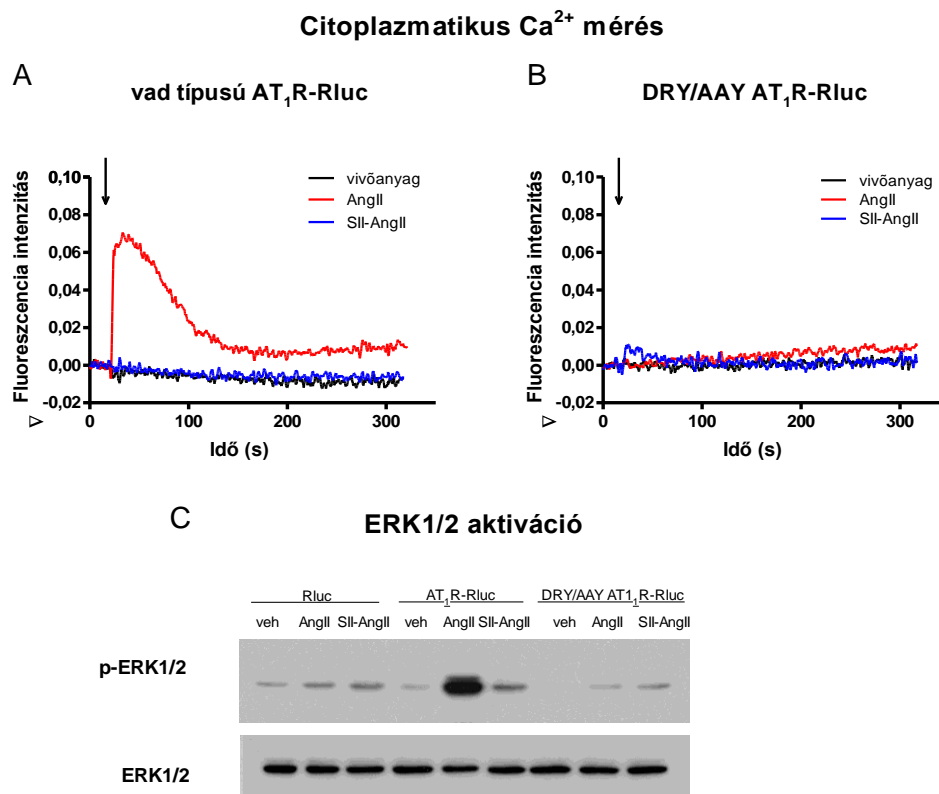 Citoplazmatikus Ca2+ mérés
A
vad típusú AT1R-Rluc
vivõanyag
AngII
SII-AngII
∇ Fluoreszcencia intenzitás
0,10
0,08
0,06
0,04
0,02
0,00
-0,02
0 100 200 300
Idő (s)
B
DRY/AAY AT1R-Rluc
vivõanyag
AngII
SII-AngII
∇ Fluoreszcencia intenzitás
0,10
0,08
0,06
0,04
0,02
0,00
-0,02
0 100 200 300
Idő (s)
C
ERK1/2 aktiváció
Rluc AT1R-Rluc DRY/AAY AT11R-Rluc
veh AngII SII-AngII veh AngII SII-AngII veh AngII SII-AngII
p-ERK1/2
ERK1/2